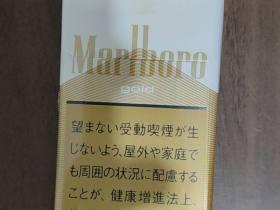 Marlboro
gold
望まない受動喫煙が生
じないよう、屋外や家庭で
も周囲の状況に配慮する
ことが、健康増進法上、